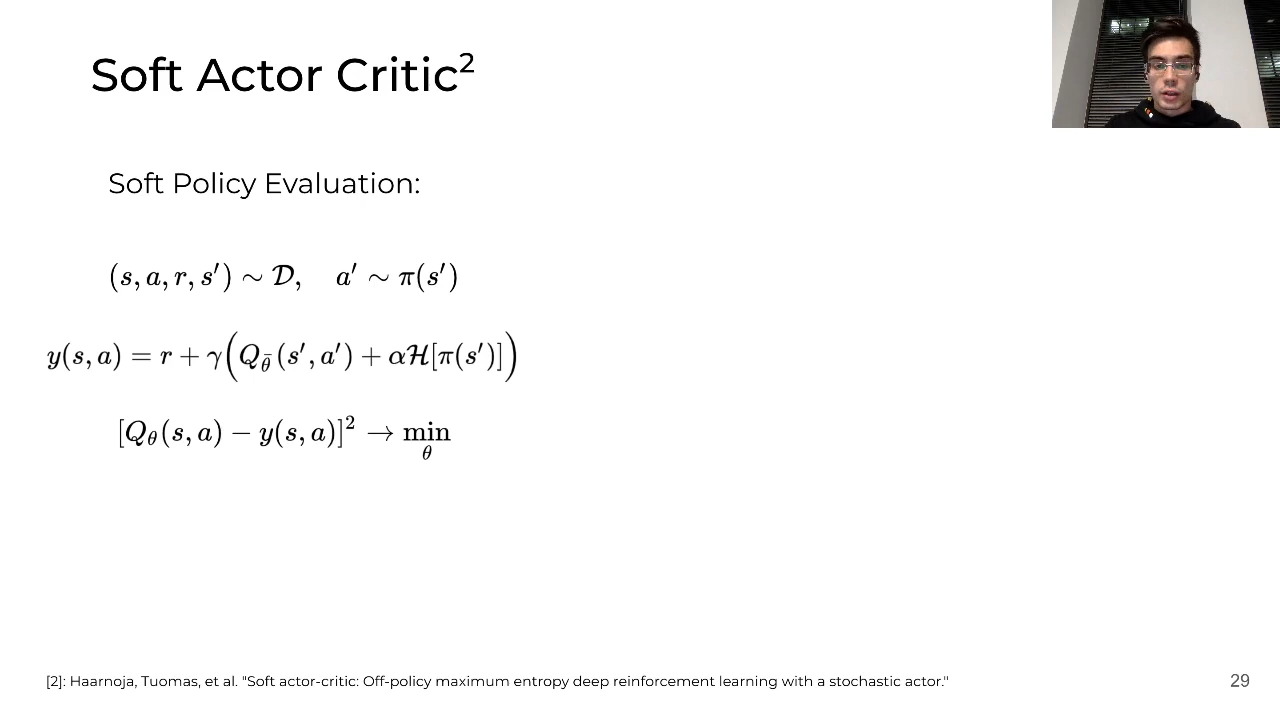 Soft Actor Critic²
Soft Policy Evaluation:
(s, a, r, s′) ∼ 𝒟,  a′ ∼ π(s′)
y(s, a) = r + γ(Q_θ̄(s′, a′) + αℋ[π(s′)])
[Q_θ(s, a) − y(s, a)]² → min_θ
[2]: Haarnoja, Tuomas, et al. "Soft actor-critic: Off-policy maximum entropy deep reinforcement learning with a stochastic actor."
29